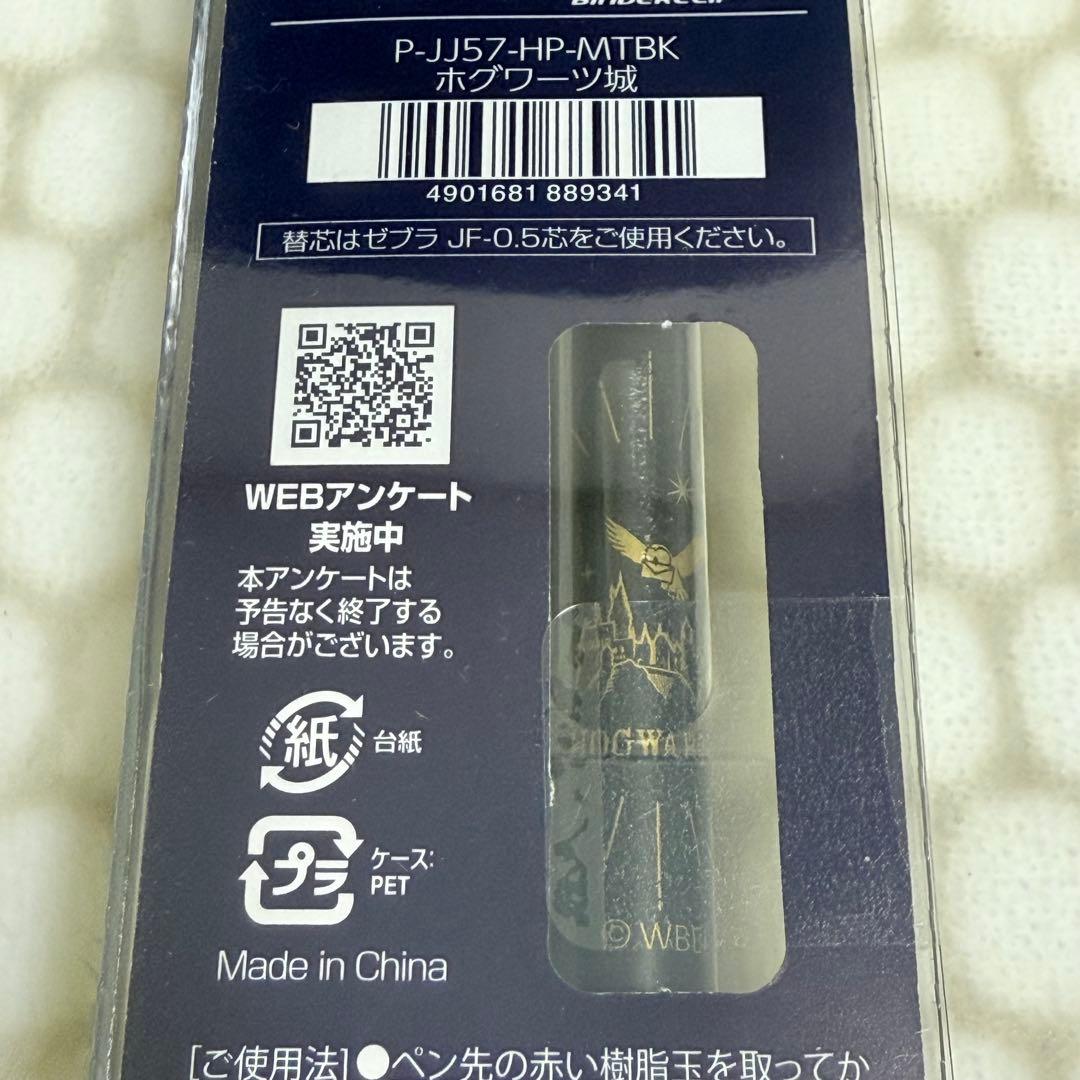 P-JJ57-HP-MTBK
ホグワーツ城
4901681 889341
替芯はゼブラ JF-0.5芯をご使用ください。
WEBアンケート
実施中
本アンケートは
予告なく終了する
場合がございます。
紙 台紙
プラ ケース:
PET
Made in China
HOGWAR
© WBEI
[ご使用法]●ペン先の赤い樹脂玉を取ってか